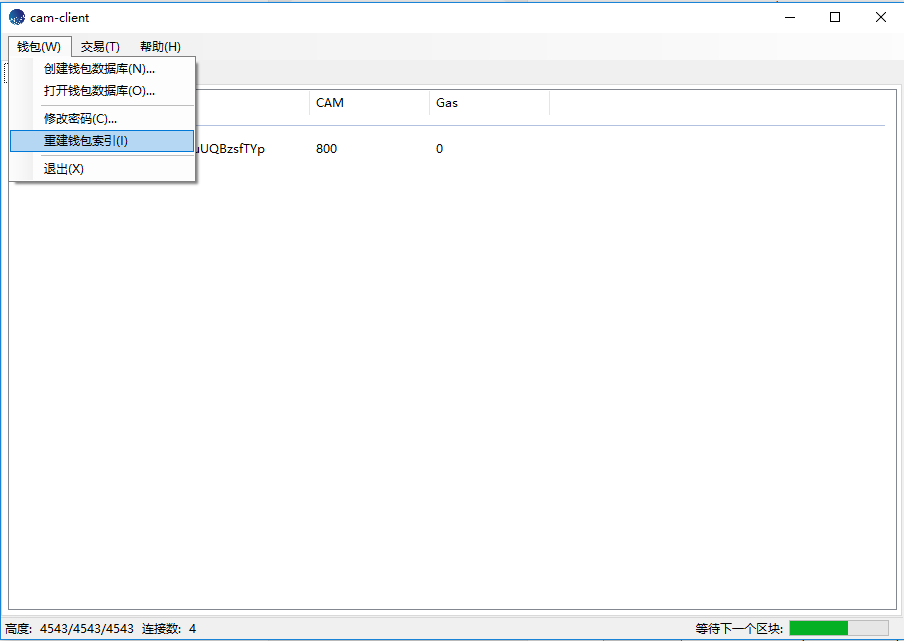 cam-client
钱包(W) 交易(T) 帮助(H)
创建钱包数据库(N)...
打开钱包数据库(O)...
修改密码(C)...
重建钱包索引(I)
退出(X)
CAM Gas
UQBzsfTYp 800 0
高度: 4543/4543/4543 连接数: 4 等待下一个区块: